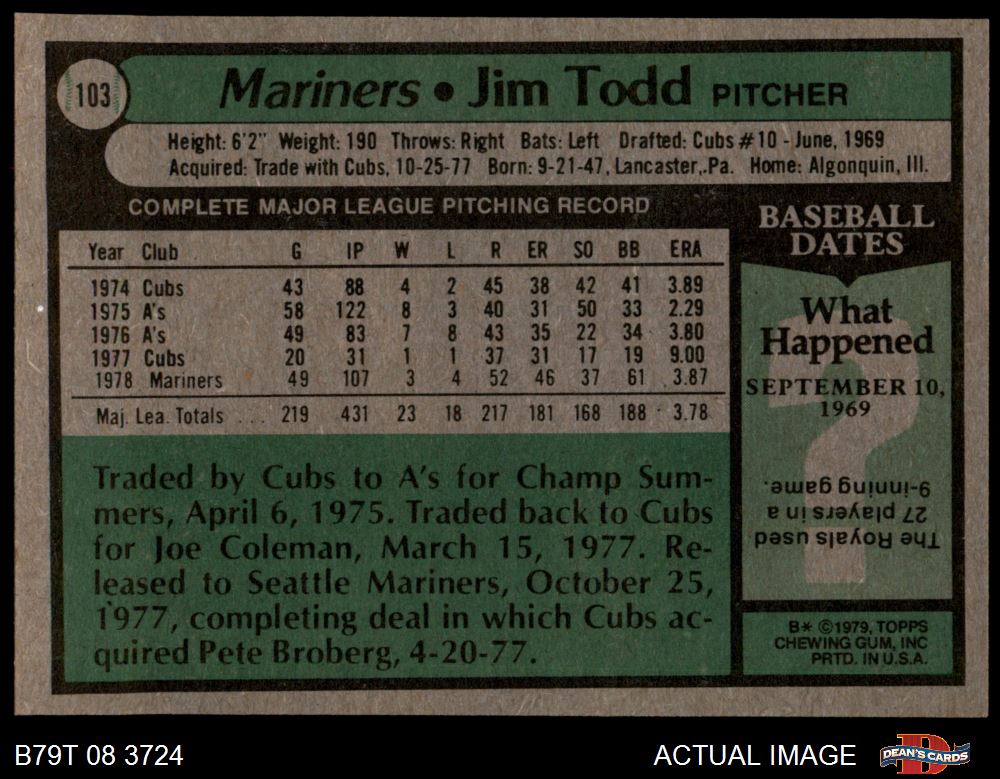 103
Mariners • Jim Todd PITCHER
Height: 6'2" Weight: 190 Throws: Right Bats: Left Drafted: Cubs #10 - June, 1969
Acquired: Trade with Cubs, 10-25-77 Born: 9-21-47, Lancaster, Pa. Home: Algonquin, Ill.
COMPLETE MAJOR LEAGUE PITCHING RECORD
Year Club G IP W L R ER SO BB ERA
1974 Cubs 43 88 4 2 45 38 42 41 3.89
1975 A's 58 122 8 3 40 31 50 33 2.29
1976 A's 49 83 7 8 43 35 22 34 3.80
1977 Cubs 20 31 1 1 37 31 17 19 9.00
1978 Mariners 49 107 3 4 52 46 37 61 3.87
Maj. Lea. Totals ... 219 431 23 18 217 181 168 188 3.78
Traded by Cubs to A's for Champ Sum-
mers, April 6, 1975. Traded back to Cubs
for Joe Coleman, March 15, 1977. Re-
leased to Seattle Mariners, October 25,
1977, completing deal in which Cubs ac-
quired Pete Broberg, 4-20-77.
BASEBALL
DATES
What
Happened
SEPTEMBER 10,
1969
?
The Royals used
27 players in a
9-inning game.
B* ©1979, TOPPS
CHEWING GUM, INC
PRTD. IN U.S.A.
B79T 08 3724
ACTUAL IMAGE
D
DEAN'S CARDS